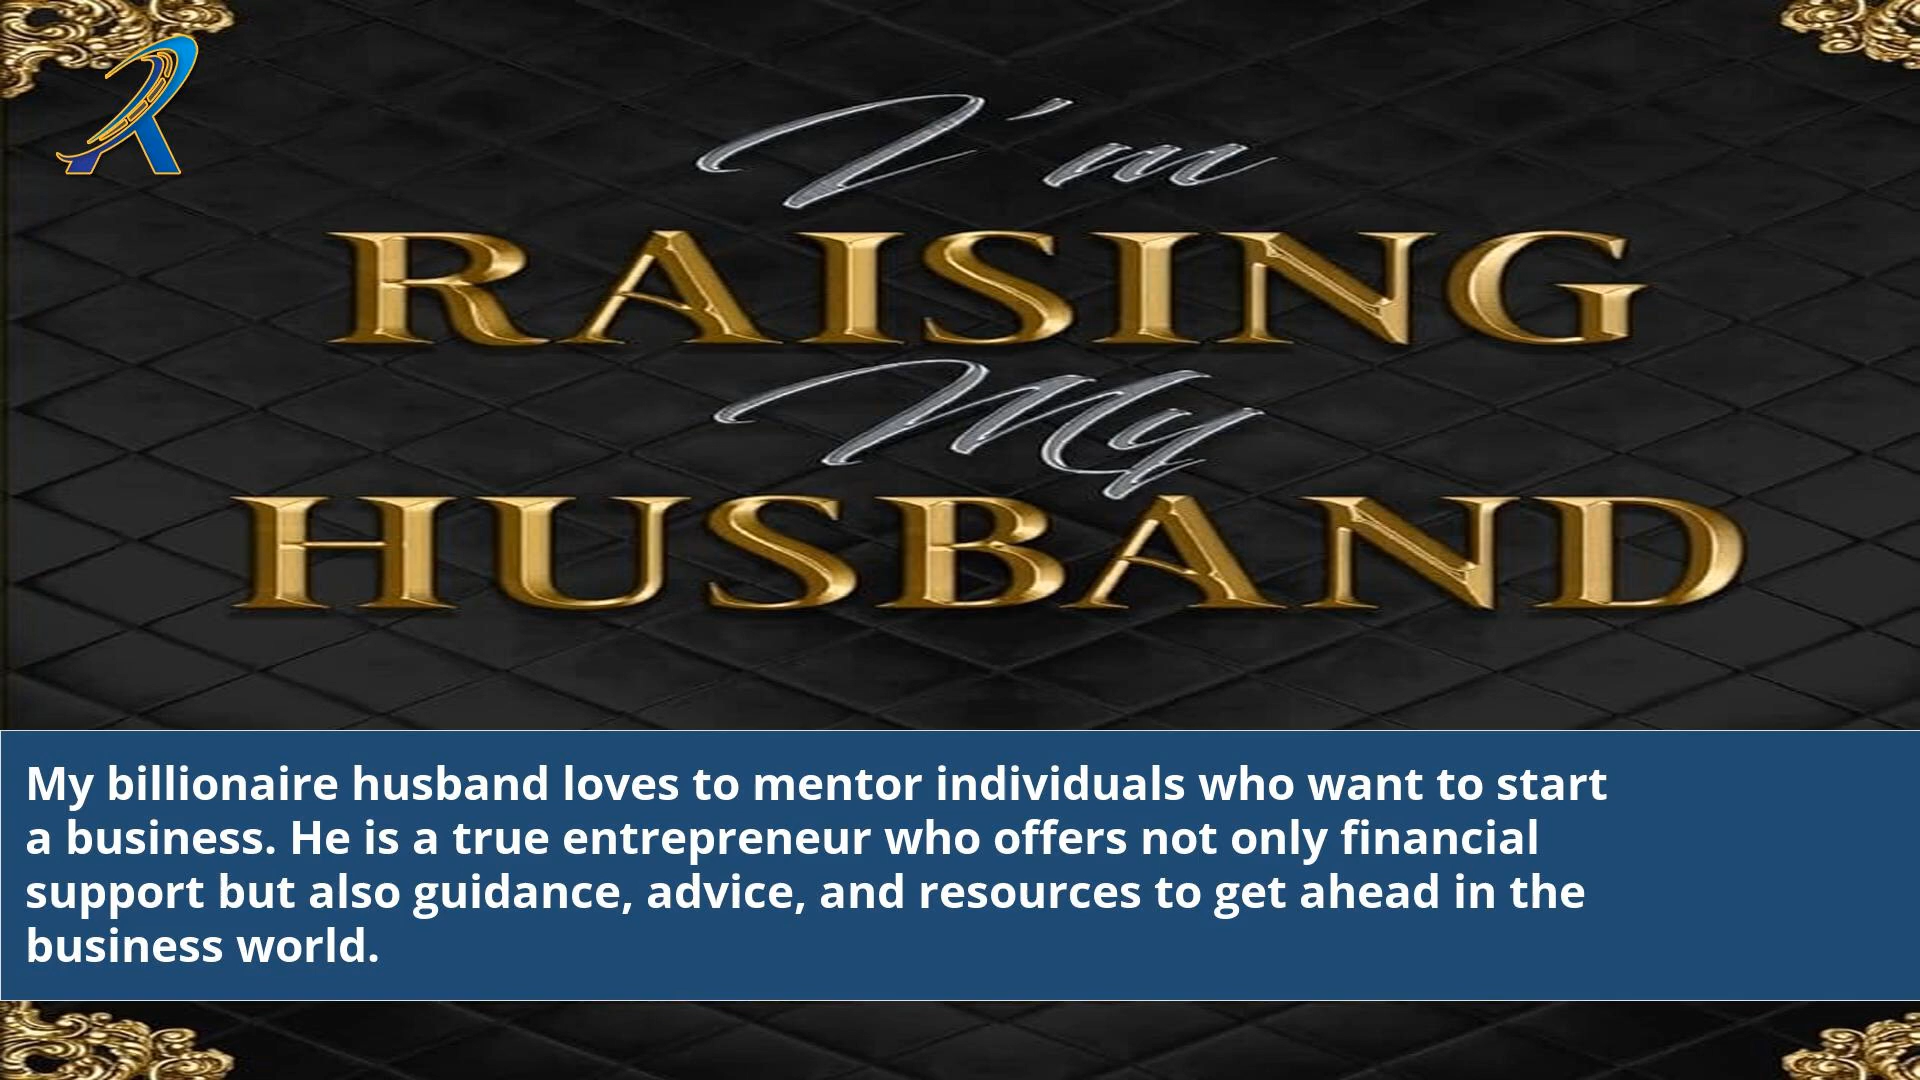 I'm
RAISING
My
HUSBAND
My billionaire husband loves to mentor individuals who want to start
a business. He is a true entrepreneur who offers not only financial
support but also guidance, advice, and resources to get ahead in the
business world.